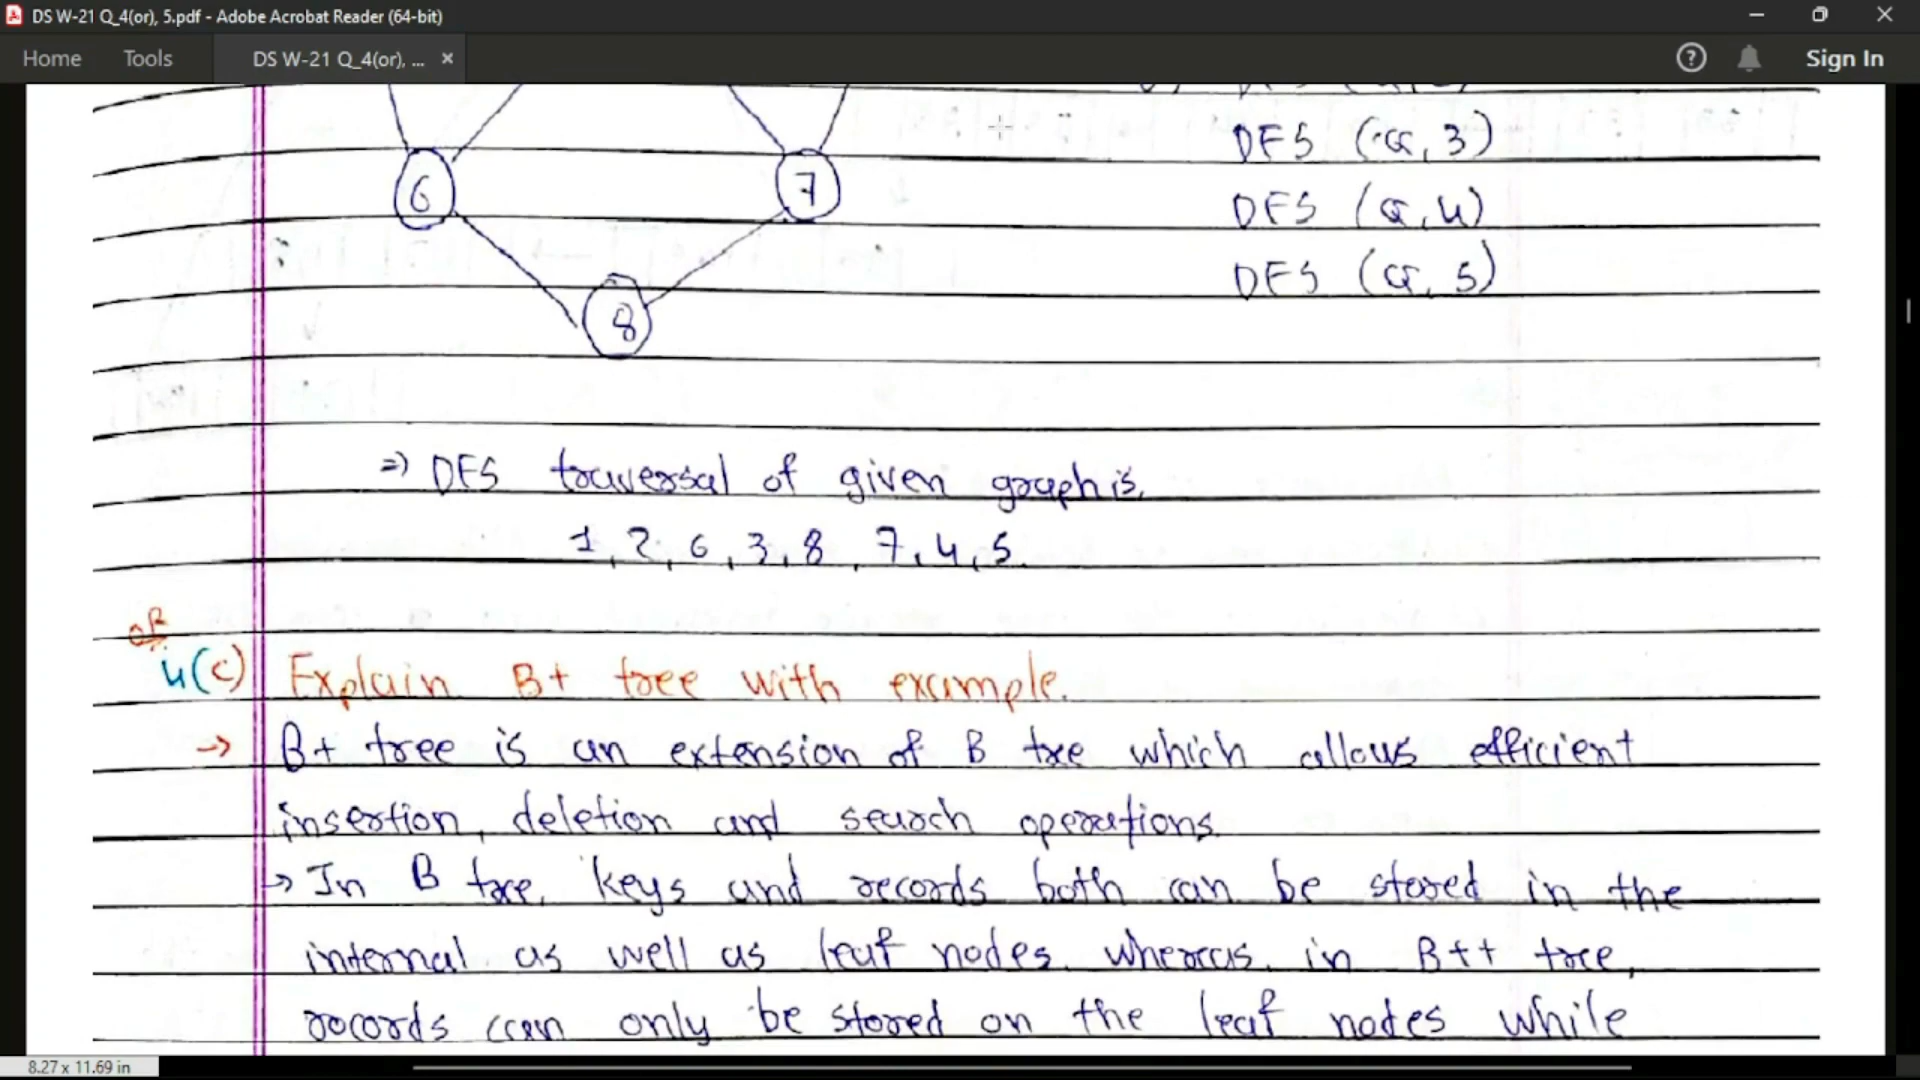 DS W-21 Q_4(or), 5.pdf - Adobe Acrobat Reader (64-bit)
Home Tools DS W-21 Q_4(or), ... × Sign In
DFS (G, 3)
6 7 DFS (G, 4)
DFS (G, 5)
8
=> DFS traversal of given graph is,
1, 2, 6, 3, 8, 7, 4, 5.
or
4(c) Explain B+ tree with example.
→ B+ tree is an extension of B tree which allows efficient
insertion, deletion and search operations.
→ In B tree, keys and records both can be stored in the
internal as well as leaf nodes. whereas, in B++ tree,
records can only be stored on the leaf nodes while
8.27 x 11.69 in